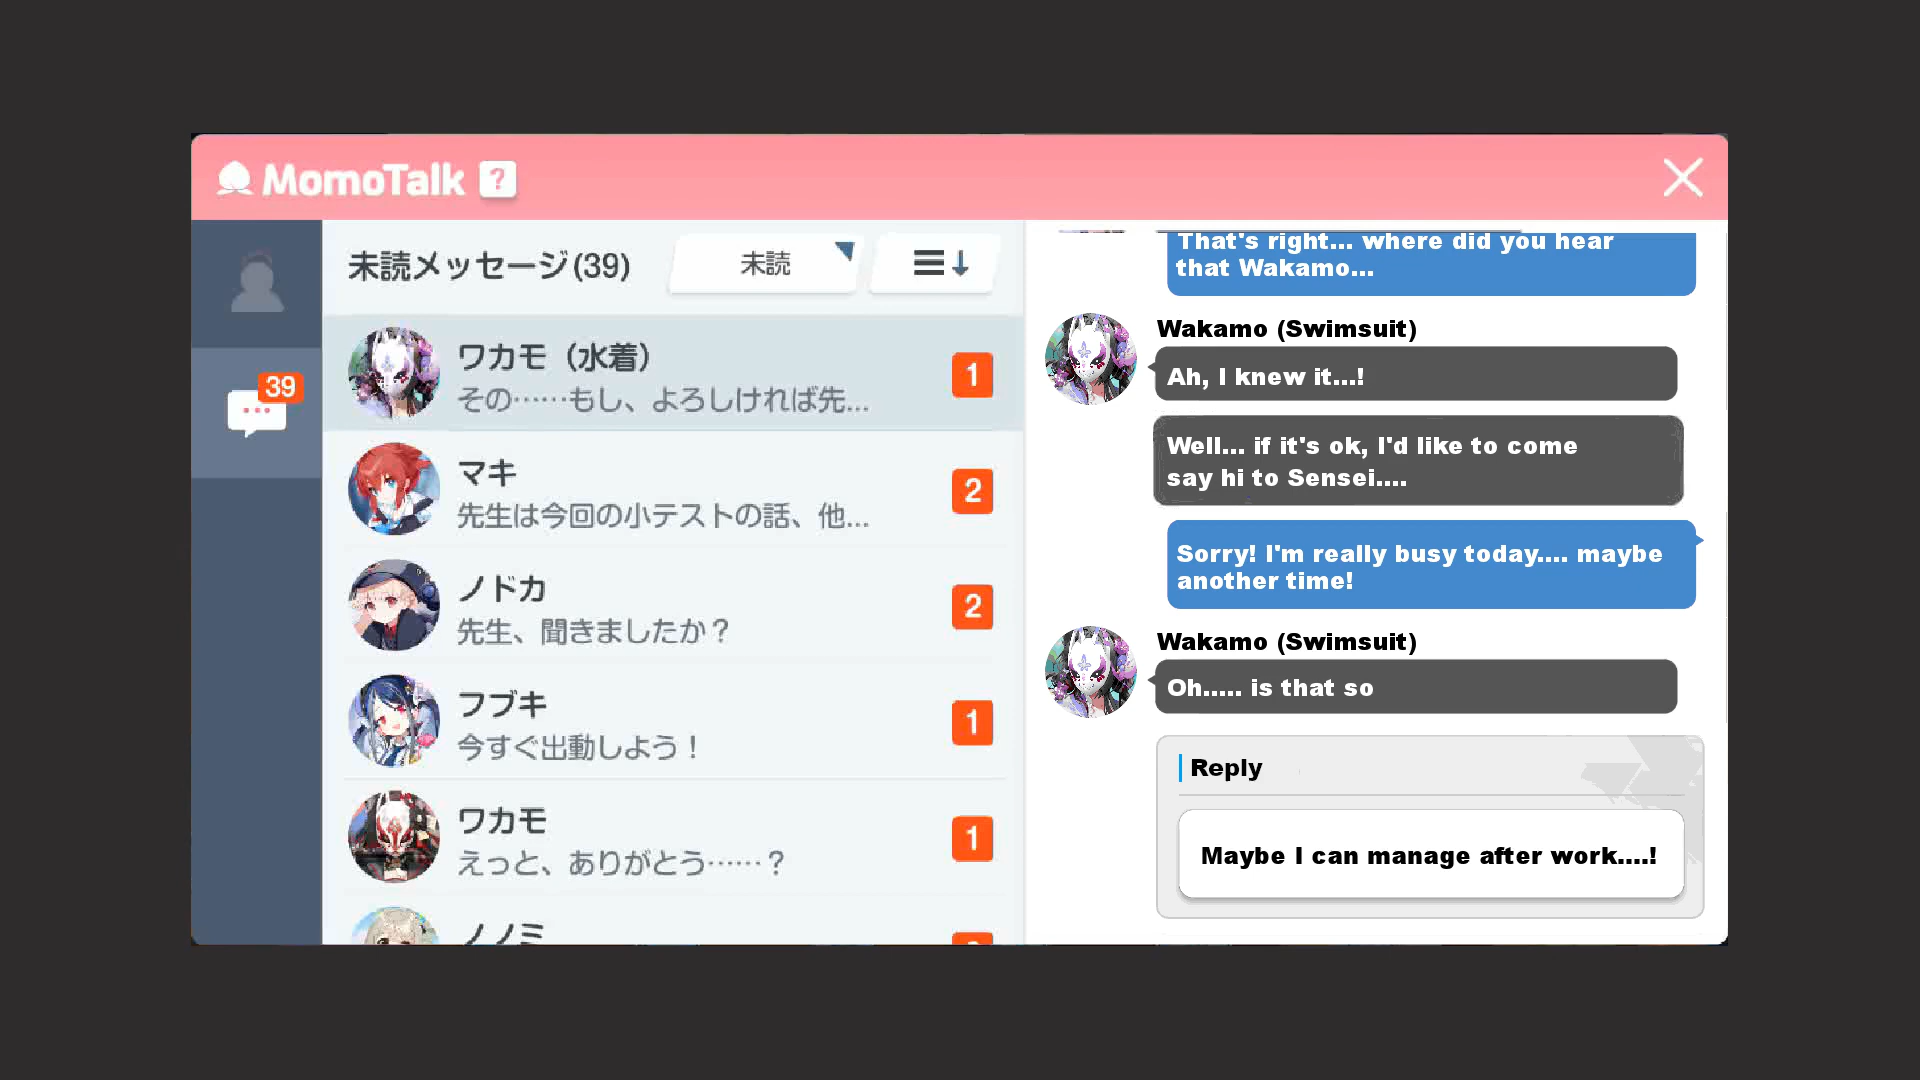 MomoTalk ?
39
未読メッセージ(39)
未読
ワカモ（水着）
その……もし、よろしければ先...
1
マキ
先生は今回の小テストの話、他...
2
ノドカ
先生、聞きましたか？
2
フブキ
今すぐ出動しよう！
1
ワカモ
えっと、ありがとう……？
1
ノノミ
That's right... where did you hear
that Wakamo...
Wakamo (Swimsuit)
Ah, I knew it...!
Well... if it's ok, I'd like to come
say hi to Sensei....
Sorry! I'm really busy today.... maybe
another time!
Wakamo (Swimsuit)
Oh..... is that so
Reply
Maybe I can manage after work....!